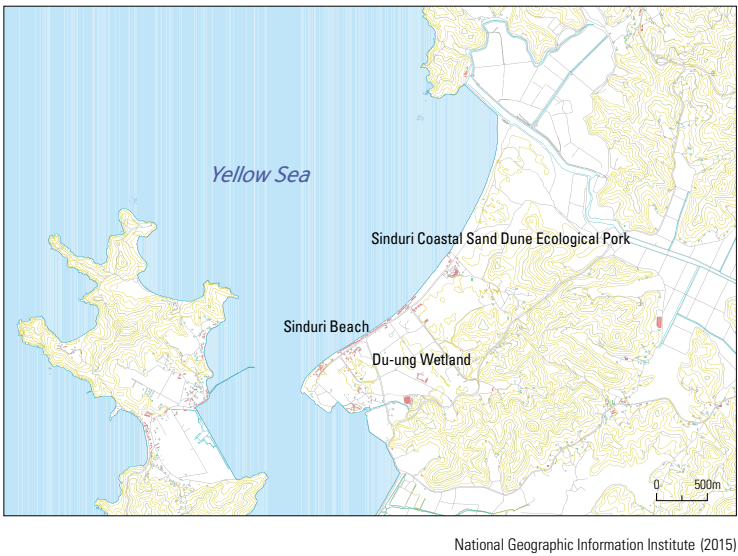 Yellow Sea
Sinduri Coastal Sand Dune Ecological Pork
Sinduri Beach
Du-ung Wetland
0 500m
National Geographic Information Institute (2015)